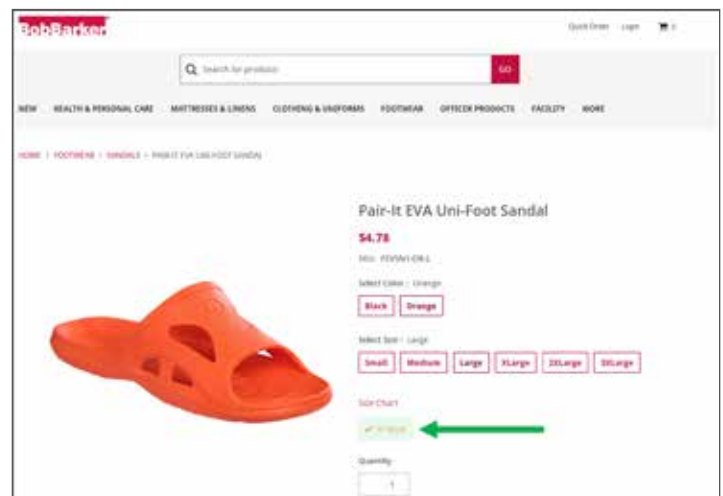 BobBarker
Quick Order Login 0
Search for products
GO
NEW HEALTH & PERSONAL CARE MATTRESSES & LINENS CLOTHING & UNIFORMS FOOTWEAR OFFICER PRODUCTS FACILITY MORE
HOME / FOOTWEAR / SANDALS / PAIR-IT EVA UNI-FOOT SANDAL
Pair-It EVA Uni-Foot Sandal
$4.78
Select Color : Orange
Black Orange
Select Size : Large
Small Medium Large XLarge 2XLarge 3XLarge
Size Chart
In Stock
Quantity
1